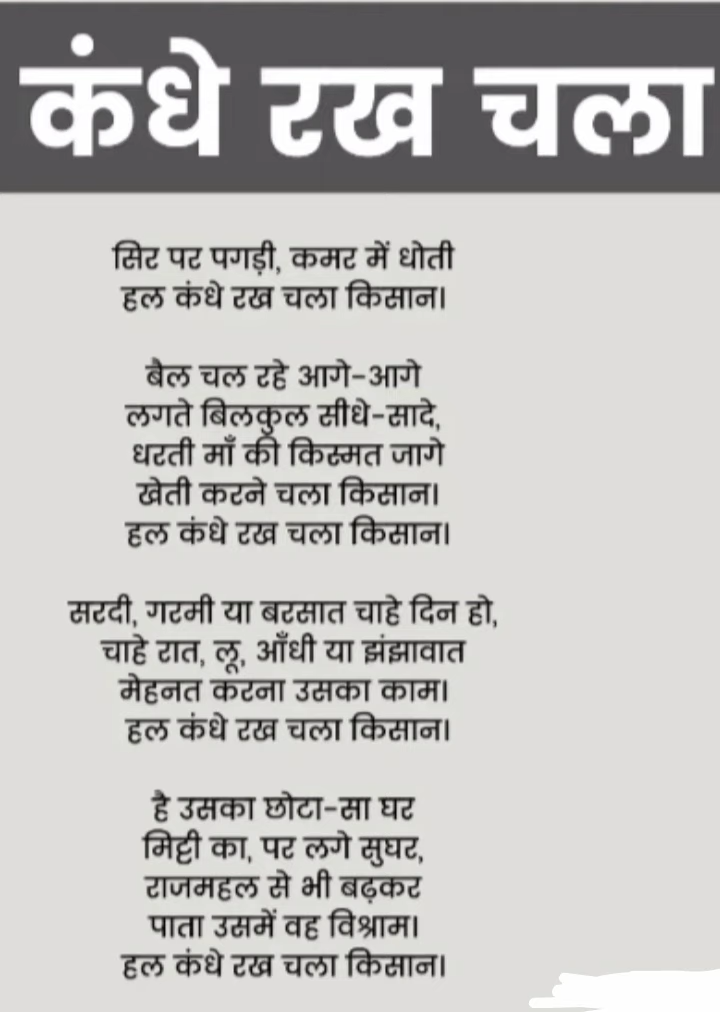 कंधे रख चला
सिर पर पगड़ी, कमर में धोती
हल कंधे रख चला किसान।
बैल चल रहे आगे-आगे
लगते बिलकुल सीधे-सादे,
धरती माँ की किस्मत जागे
खेती करने चला किसान।
हल कंधे रख चला किसान।
सरदी, गरमी या बरसात चाहे दिन हो,
चाहे रात, लू, आँधी या झंझावात
मेहनत करना उसका काम।
हल कंधे रख चला किसान।
है उसका छोटा-सा घर
मिट्टी का, पर लगे सुघर,
राजमहल से भी बढ़कर
पाता उसमें वह विश्राम।
हल कंधे रख चला किसान।